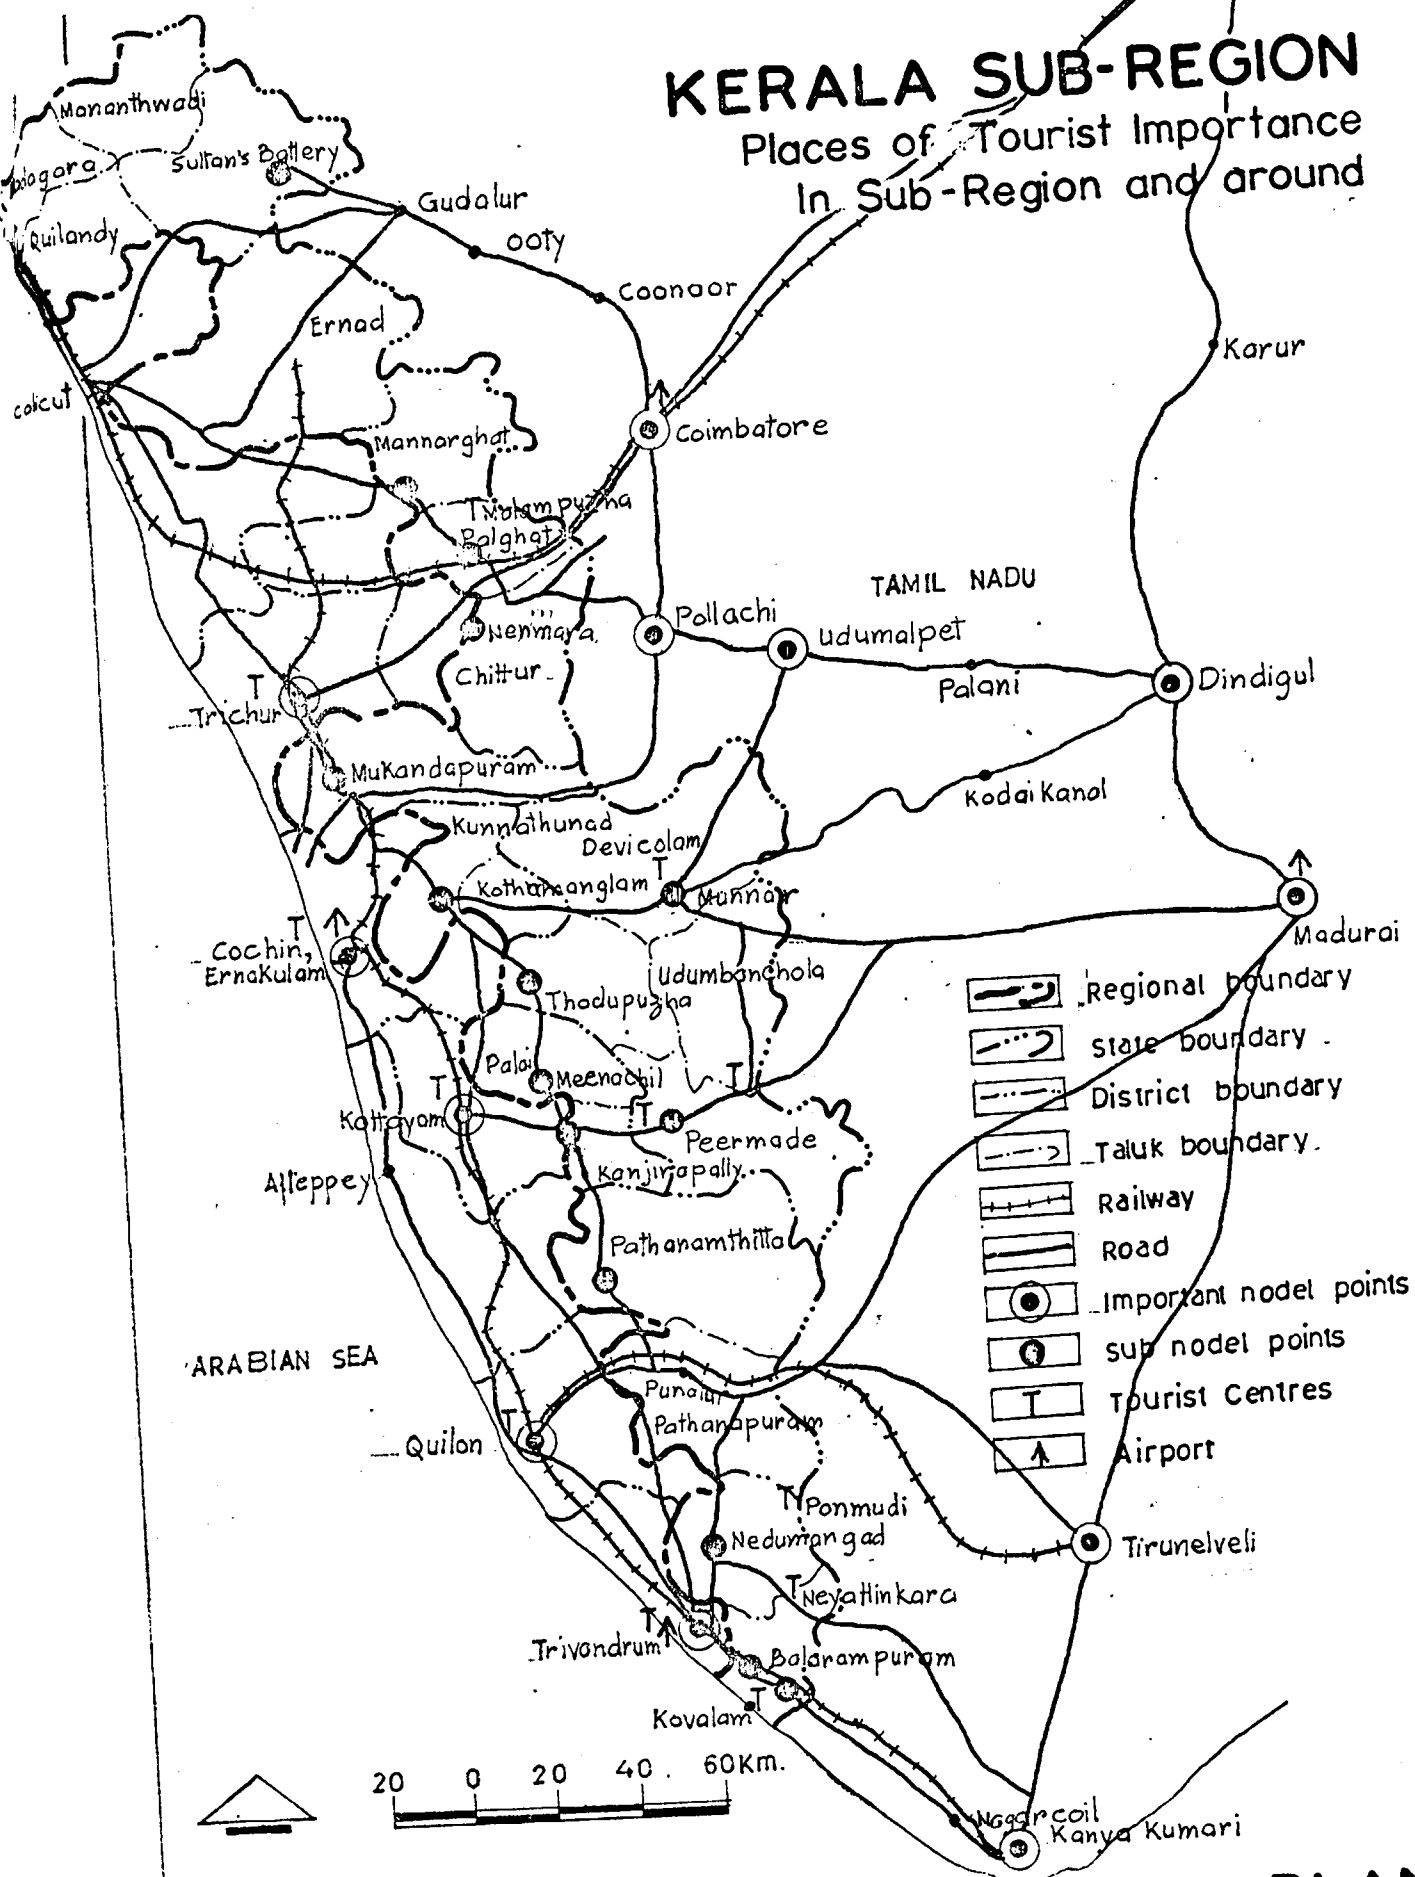 KERALA SUB-REGION
Places of Tourist Importance
In Sub-Region and around
Mananthwadi
Sultan's Battery
Quilandy
Gudalur
OOTY
Coonoor
Ernad
Karur
Calicut
Mannarghat
Coimbatore
T Malampuzha
Palghat
TAMIL NADU
Pollachi
Udumalpet
Nenmara
Chittur
Palani
Dindigul
T
Trichur
Mukandapuram
Kodaikanal
Kunnathunad
Devicolam
T
Kothamanglam
Munnar
T
Cochin,
Ernakulam
Madurai
Udumbanchola
Thodupuzha
Regional boundary
State boundary
District boundary
Taluk boundary
Railway
Road
Important nodel points
Sub nodel points
T Tourist Centres
Airport
Palai
Meenachil
T
T
Kottayam
T
Peermade
Kanjirapally
Alleppey
Pathanamthitta
ARABIAN SEA
Punalur
Pathanapuram
T
Quilon
T Ponmudi
Nedumangad
Tirunelveli
T Neyattinkara
T
Trivandrum
Balarampuram
T
Kovalam
20 0 20 40 60Km.
Nagarcoil
Kanya Kumari